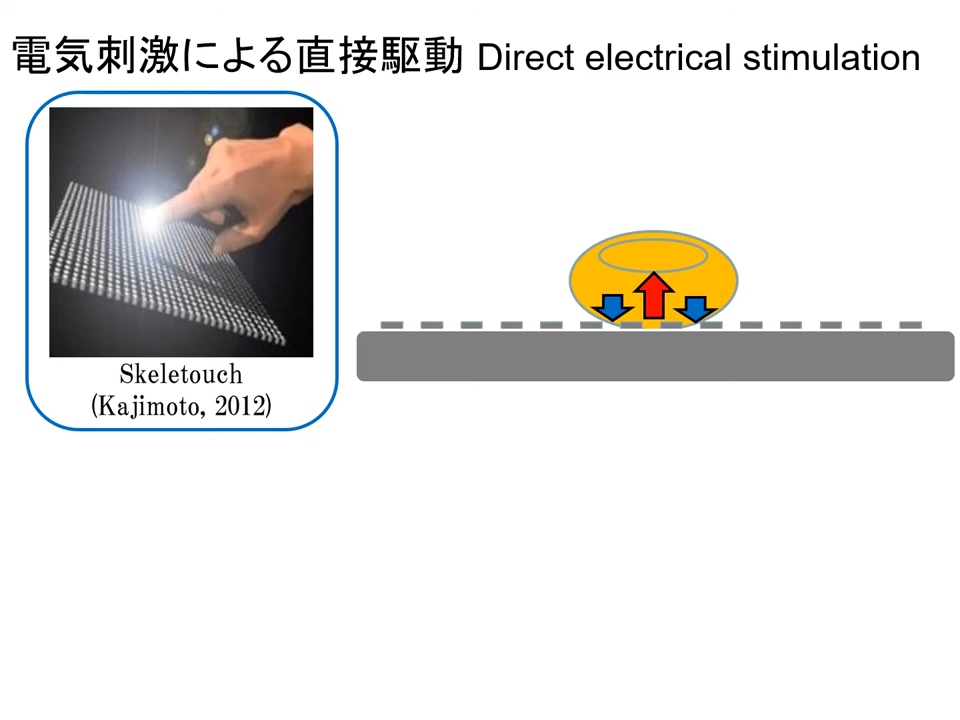 電気刺激による直接駆動 Direct electrical stimulation
Skeletouch
(Kajimoto, 2012)